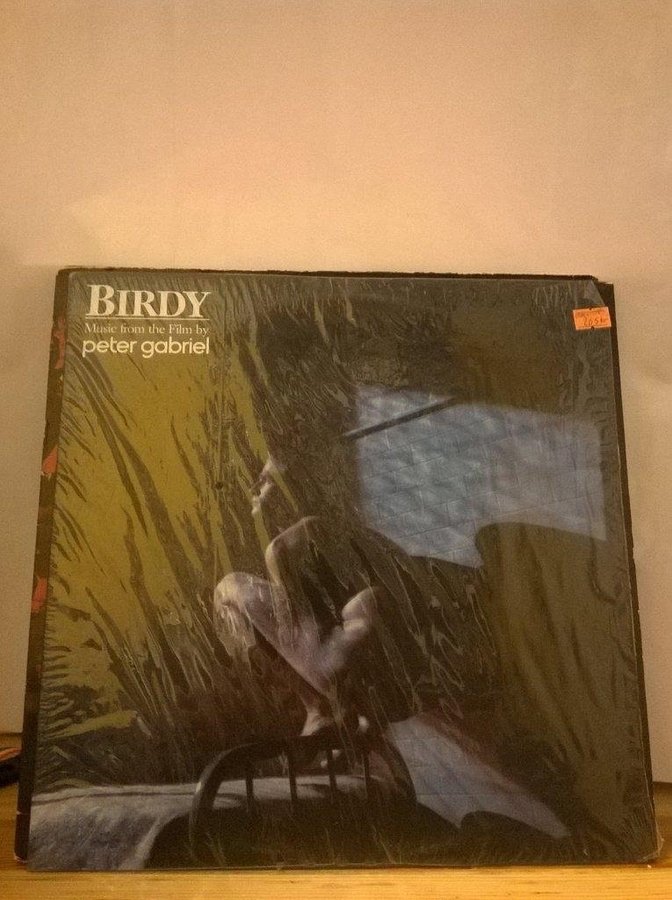 BIRDY
Music from the Film by
peter gabriel